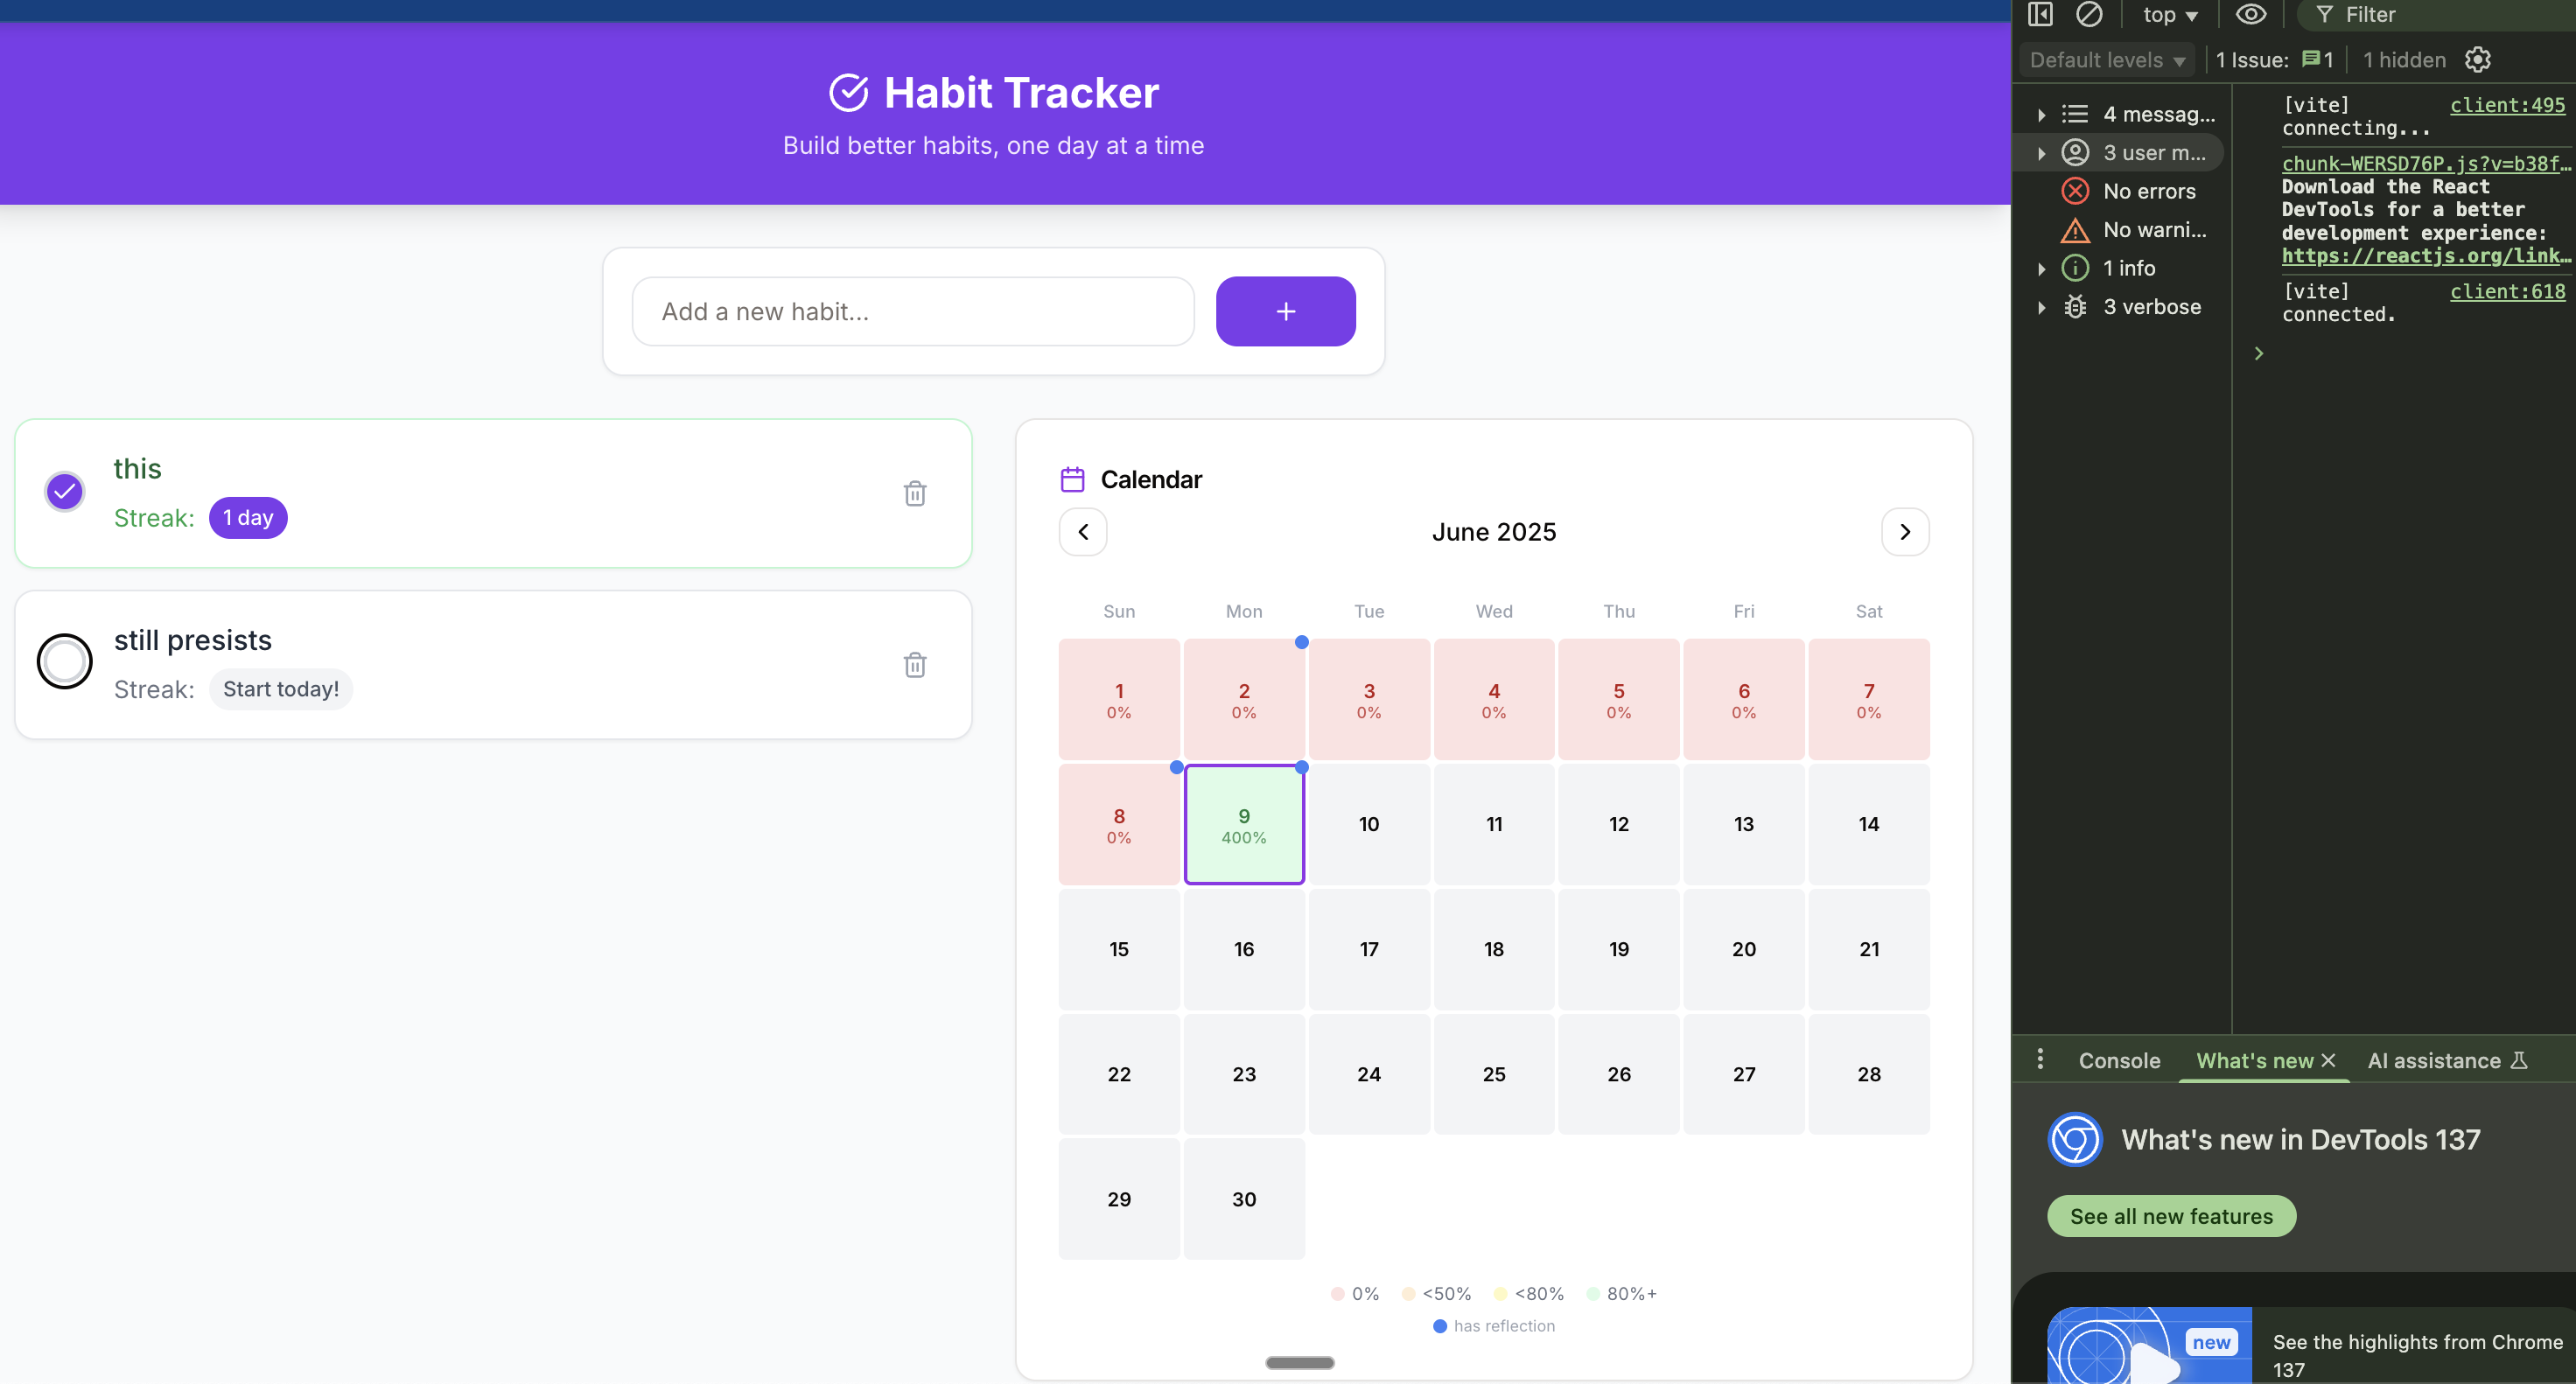 Habit Tracker
Build better habits, one day at a time
Add a new habit...
+
this
Streak: 1 day
still presists
Streak: Start today!
Calendar
June 2025
Sun Mon Tue Wed Thu Fri Sat
1 2 3 4 5 6 7
0% 0% 0% 0% 0% 0% 0%
8 9 10 11 12 13 14
0% 400%
15 16 17 18 19 20 21
22 23 24 25 26 27 28
29 30
0% <50% <80% 80%+
has reflection
top Filter
Default levels 1 Issue: 1 1 hidden
4 messag...
3 user m...
No errors
No warni...
1 info
3 verbose
[vite] client:495
connecting...
chunk-WERSD76P.js?v=b38f…
Download the React
DevTools for a better
development experience:
https://reactjs.org/link…
[vite] client:618
connected.
Console What's new AI assistance
What's new in DevTools 137
See all new features
new
See the highlights from Chrome
137